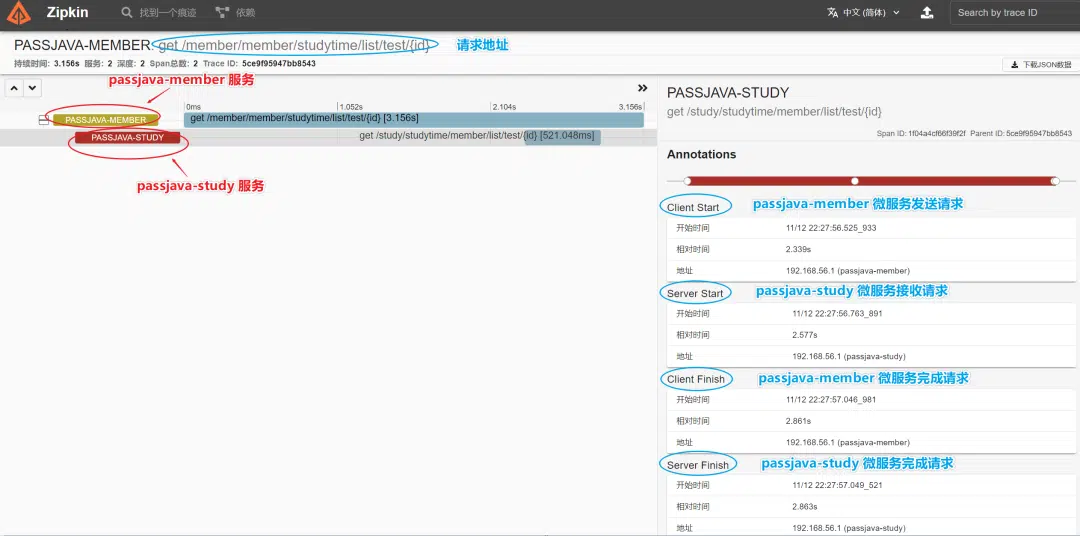 Zipkin 找到一个痕迹 依赖 中文 (简体) Search by trace ID
PASSJAVA-MEMBER: get /member/member/studytime/list/test/{id} 请求地址
持续时间: 3.156s 服务: 2 深度: 2 Span总数: 2 Trace ID: 5ce9f95947bb8543 下载JSON数据
passjava-member 服务
0ms 1.052s 2.104s 3.156s
PASSJAVA-MEMBER get /member/member/studytime/list/test/{id} [3.156s]
PASSJAVA-STUDY get /study/studytime/member/list/test/{id} [521.048ms]
passjava-study 服务
PASSJAVA-STUDY
get /study/studytime/member/list/test/{id}
Span ID: 1f04a4cf66f39f2f Parent ID: 5ce9f95947bb8543
Annotations
Client Start passjava-member 微服务发送请求
开始时间 11/12 22:27:56.525_933
相对时间 2.339s
地址 192.168.56.1 (passjava-member)
Server Start passjava-study 微服务接收请求
开始时间 11/12 22:27:56.763_891
相对时间 2.577s
地址 192.168.56.1 (passjava-study)
Client Finish passjava-member 微服务完成请求
开始时间 11/12 22:27:57.046_981
相对时间 2.861s
地址 192.168.56.1 (passjava-member)
Server Finish passjava-study 微服务完成请求
开始时间 11/12 22:27:57.049_521
相对时间 2.863s
地址 192.168.56.1 (passjava-study)